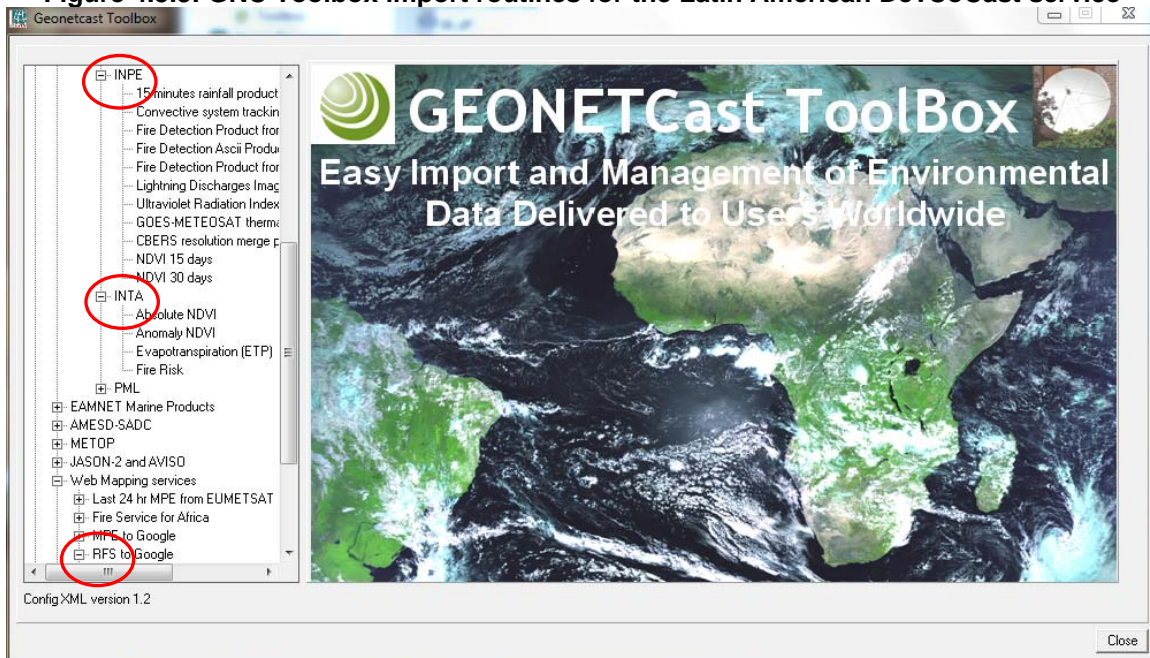 Geonetcast Toolbox
INPE
15 minutes rainfall product
Convective system trackin
Fire Detection Product fror
Fire Detection Ascii Produ
Fire Detection Product fror
Lightning Discharges Imag
Ultraviolet Radiation Index
GOES-METEOSAT therma
CBERS resolution merge p
NDVI 15 days
NDVI 30 days
INTA
Absolute NDVI
Anomaly NDVI
Evapotranspiration (ETP)
Fire Risk
PML
EAMNET Marine Products
AMESD-SADC
METOP
JASON-2 and AVISO
Web Mapping services
Last 24 hr MPE from EUMETSAT
Fire Service for Africa
MPE to Google
RFS to Google
GEONETCast ToolBox
Easy Import and Management of Environmental
Data Delivered to Users Worldwide
Config XML version 1.2
Close